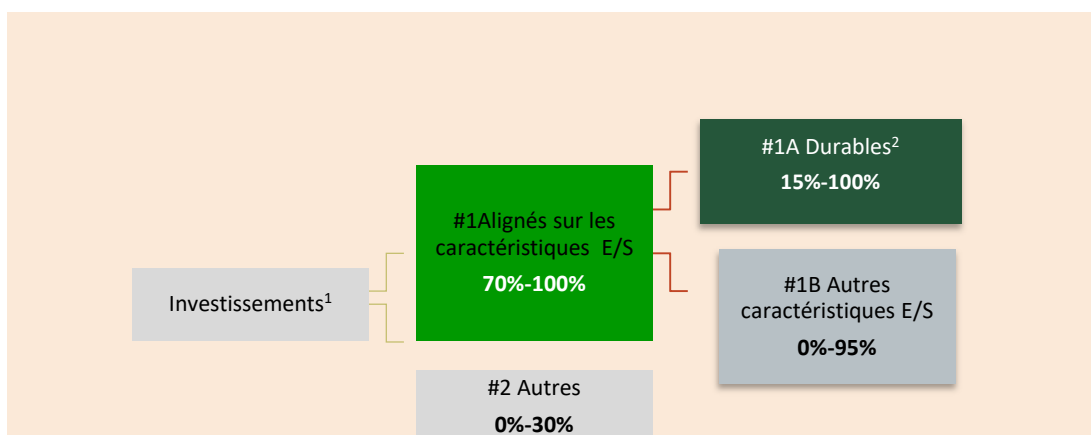 Investissements¹
#1Alignés sur les
caractéristiques E/S
70%-100%
#2 Autres
0%-30%
#1A Durables²
15%-100%
#1B Autres
caractéristiques E/S
0%-95%